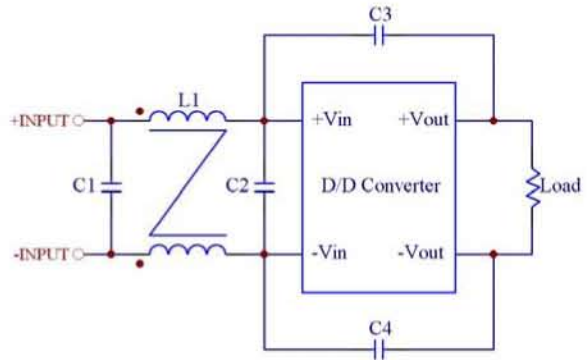 C3
L1
+INPUT
+Vin
+Vout
C1
C2
D/D Converter
Load
-INPUT
-Vin
-Vout
C4